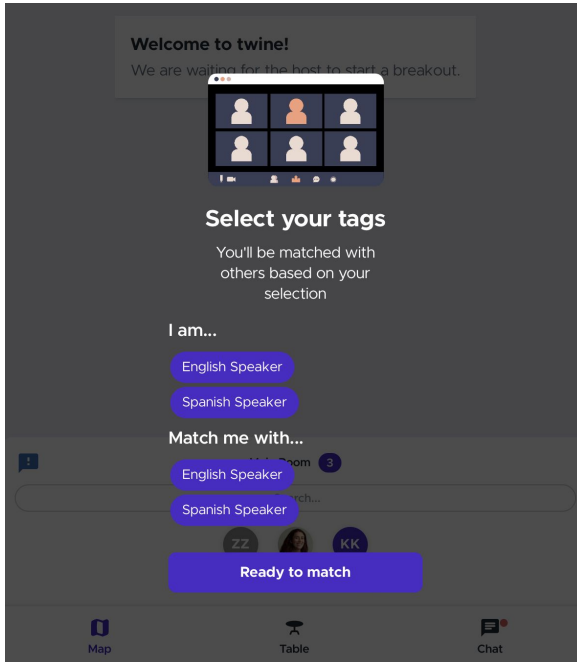 Welcome to twine!
We are waiting for the host to start a breakout.
Select your tags
You'll be matched with
others based on your
selection
I am...
English Speaker
Spanish Speaker
Match me with...
Room 3
English Speaker
Spanish Speaker
ZZ KK
Ready to match
Map Table Chat